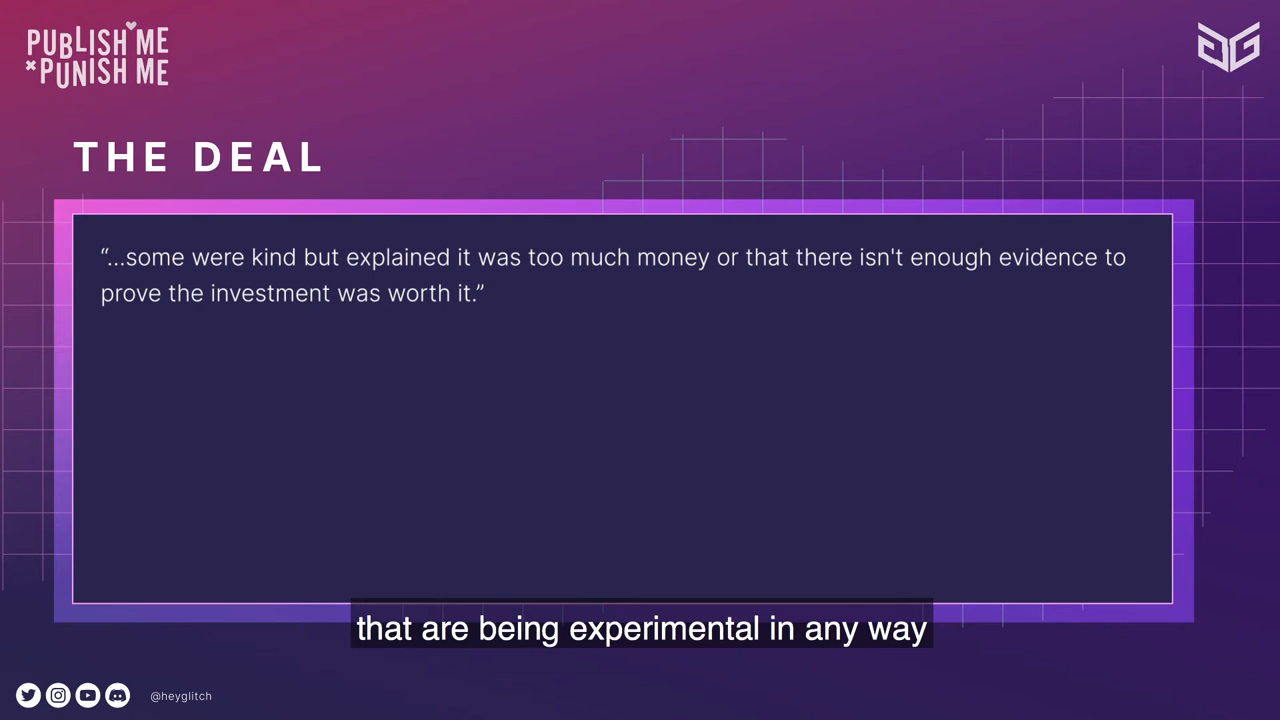 PUBLISH ME
PUNISH ME
THE DEAL
“...some were kind but explained it was too much money or that there isn't enough evidence to
prove the investment was worth it.”
that are being experimental in any way
@heyglitch